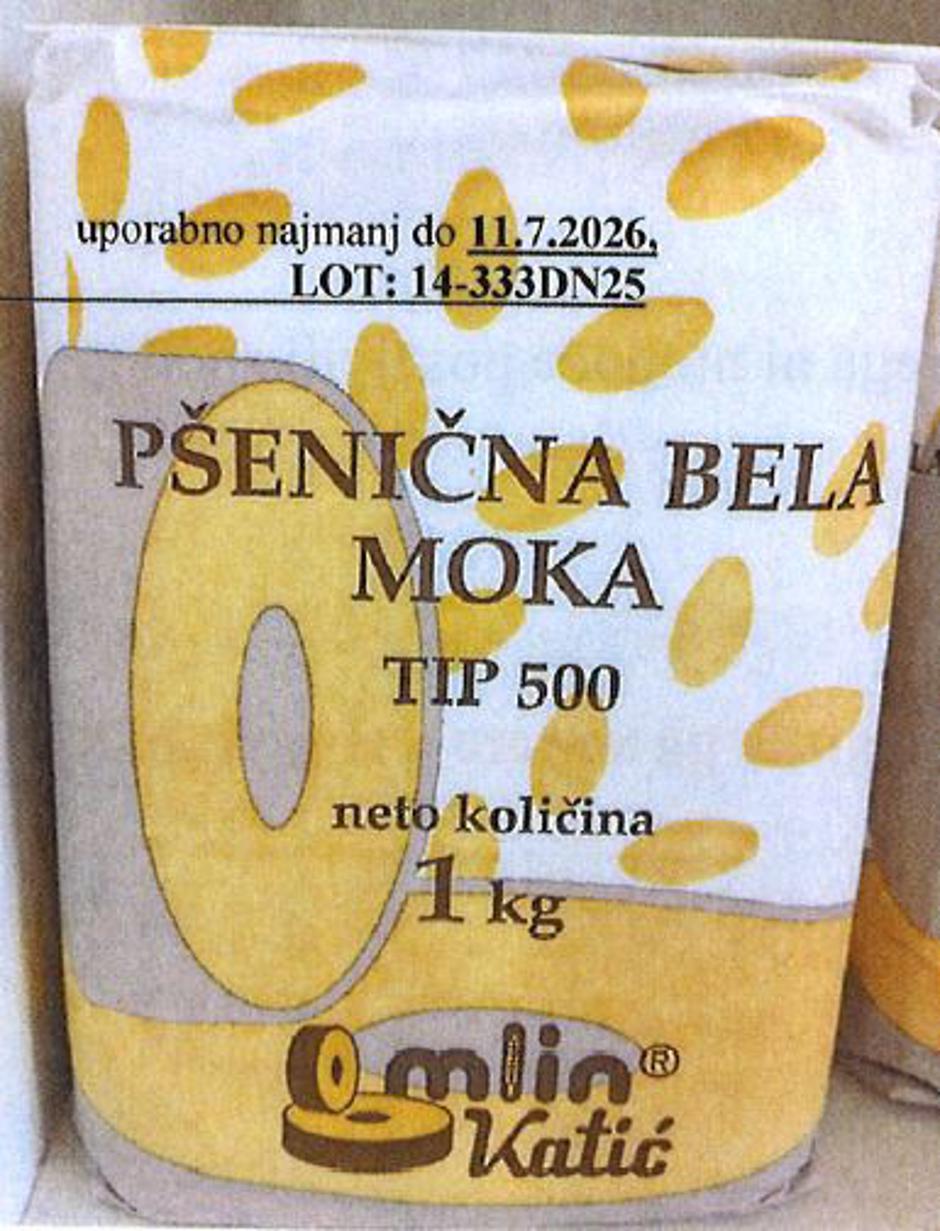 uporabno najmanj do 11.7.2026,
LOT: 14-333DN25
PŠENIČNA BELA
MOKA
TIP 500
neto količina
1 kg
mlin®
Katić